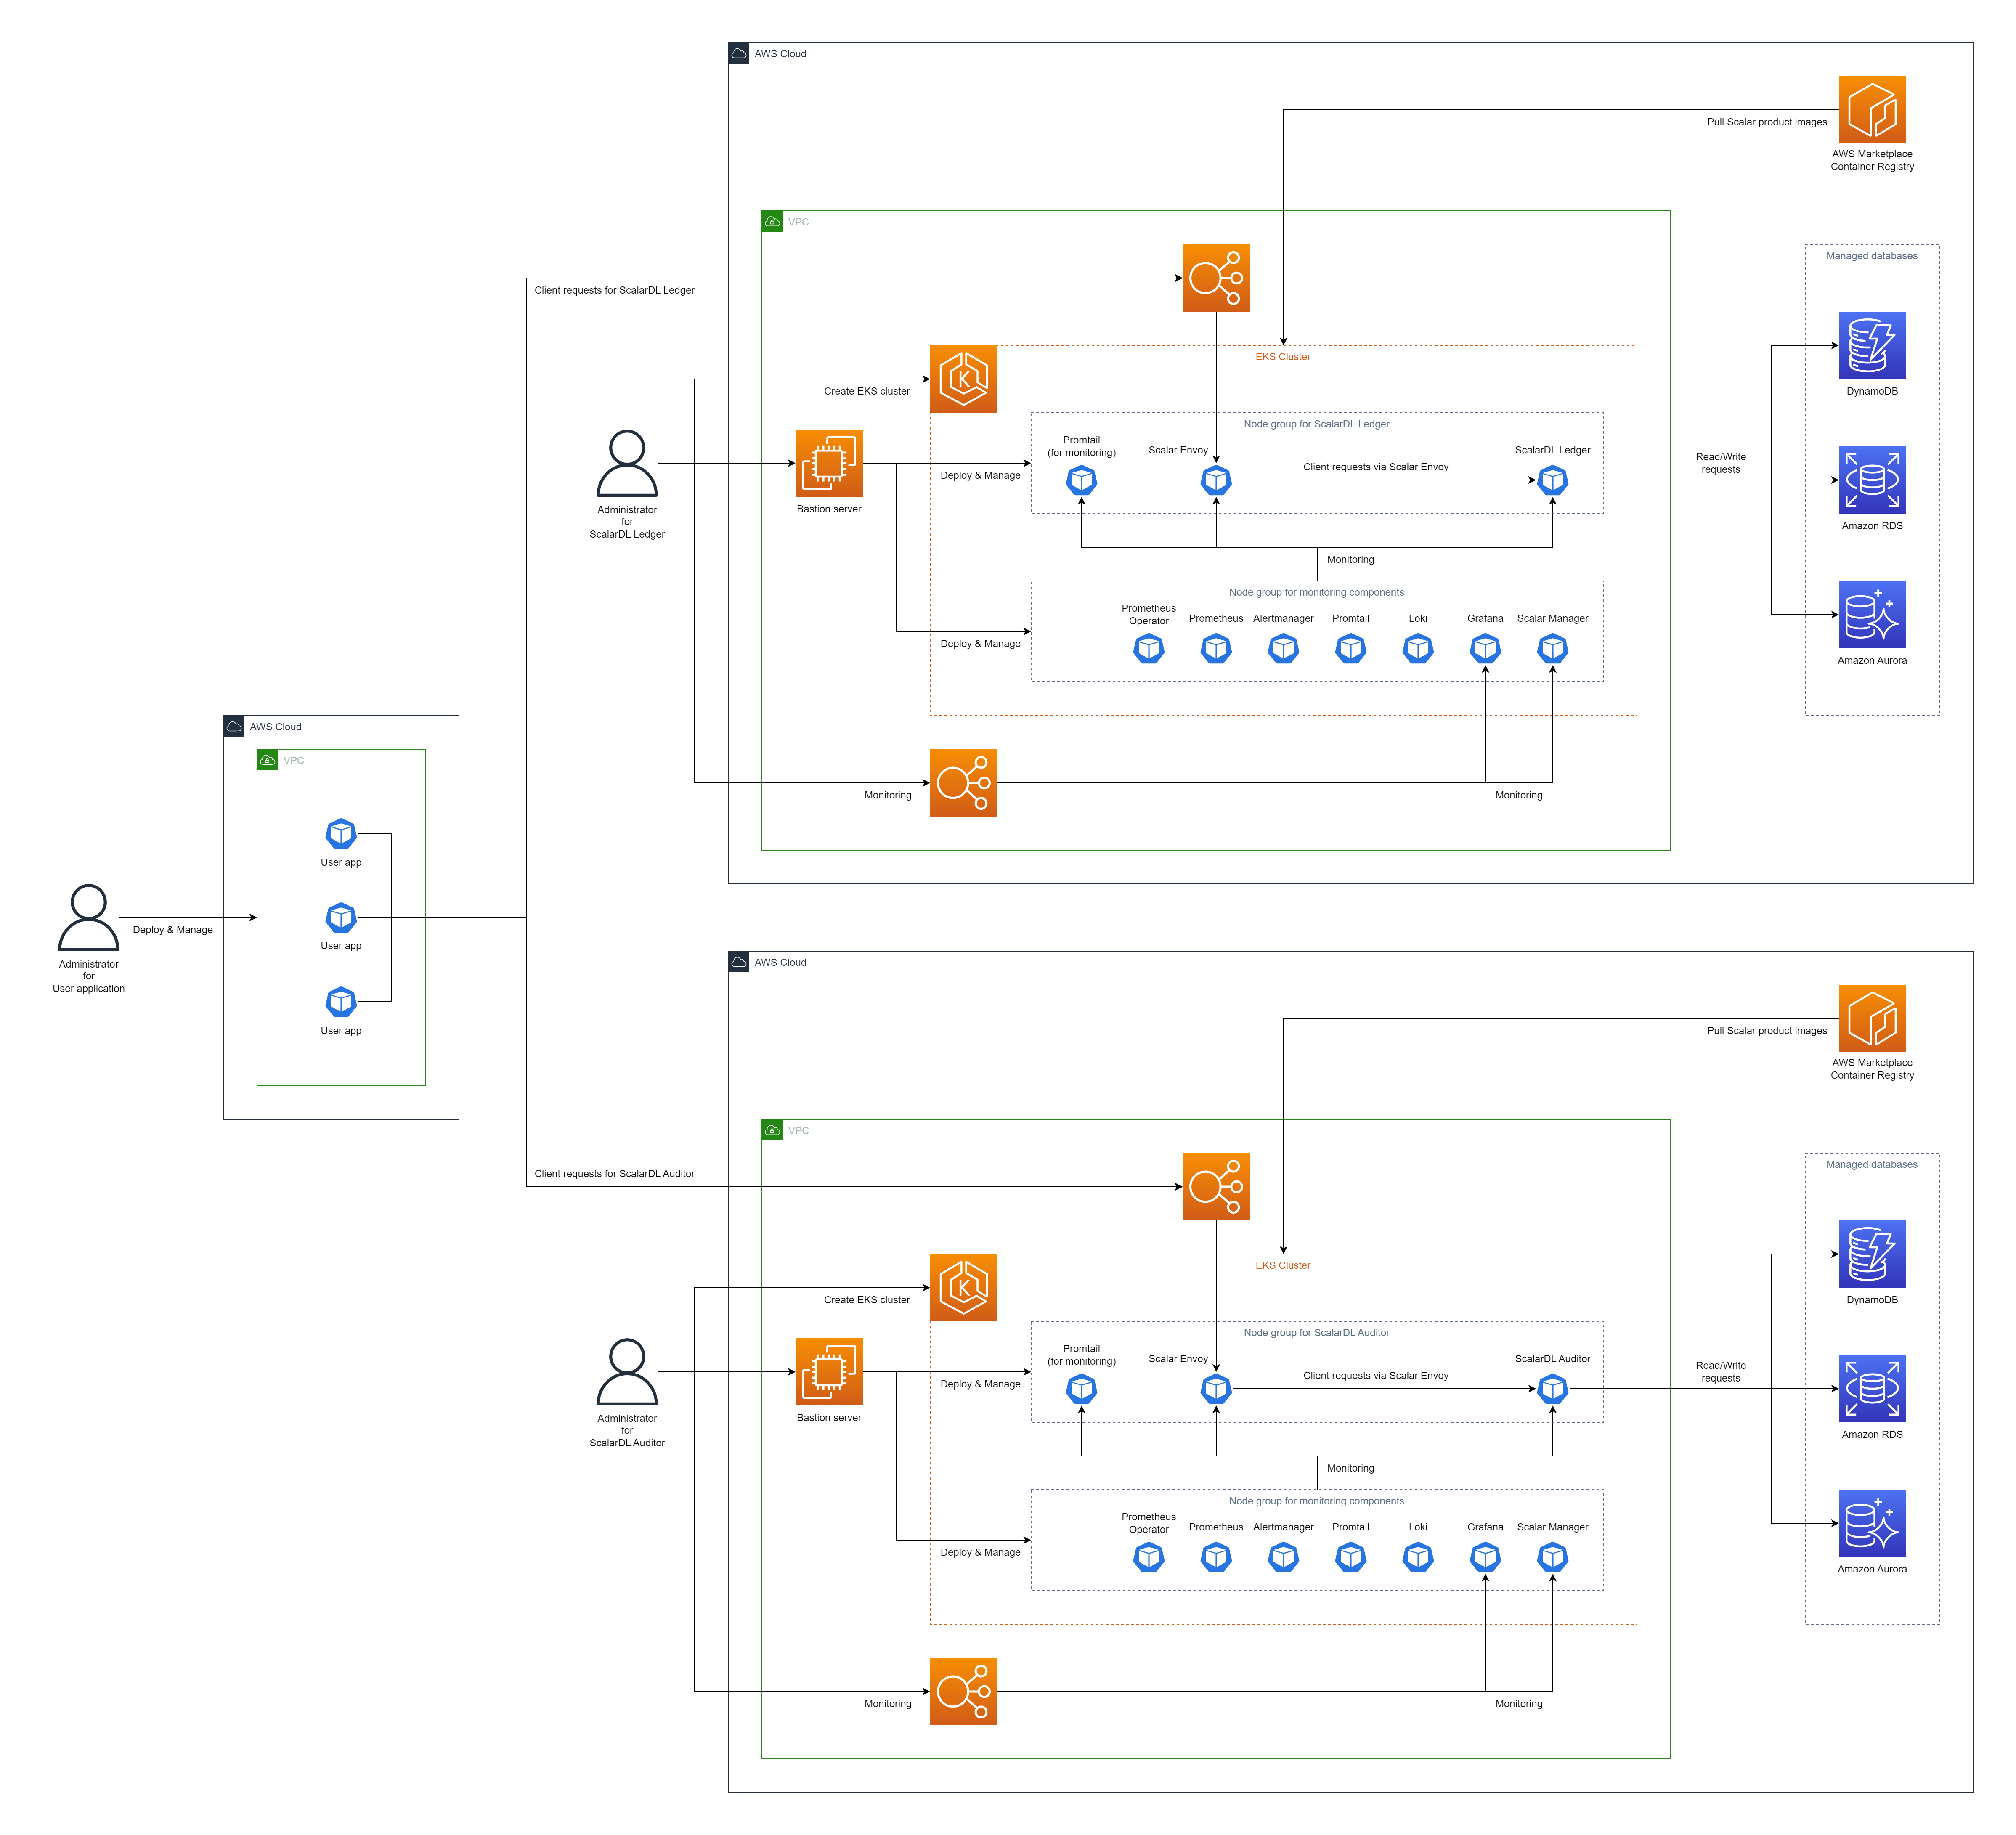 AWS Cloud
Pull Scalar product images
AWS Marketplace
Container Registry
VPC
Managed databases
Client requests for ScalarDL Ledger
EKS Cluster
Create EKS cluster
DynamoDB
Node group for ScalarDL Ledger
Promtail
(for monitoring)
Scalar Envoy
ScalarDL Ledger
Client requests via Scalar Envoy
Read/Write
requests
Deploy & Manage
Administrator
for
ScalarDL Ledger
Bastion server
Amazon RDS
Monitoring
Node group for monitoring components
Prometheus
Operator
Prometheus
Alertmanager
Promtail
Loki
Grafana
Scalar Manager
Deploy & Manage
Amazon Aurora
Monitoring
Monitoring
AWS Cloud
VPC
User app
User app
User app
Deploy & Manage
Administrator
for
User application
AWS Cloud
Pull Scalar product images
AWS Marketplace
Container Registry
VPC
Managed databases
Client requests for ScalarDL Auditor
EKS Cluster
Create EKS cluster
DynamoDB
Node group for ScalarDL Auditor
Promtail
(for monitoring)
Scalar Envoy
ScalarDL Auditor
Client requests via Scalar Envoy
Read/Write
requests
Deploy & Manage
Administrator
for
ScalarDL Auditor
Bastion server
Amazon RDS
Monitoring
Node group for monitoring components
Prometheus
Operator
Prometheus
Alertmanager
Promtail
Loki
Grafana
Scalar Manager
Deploy & Manage
Amazon Aurora
Monitoring
Monitoring